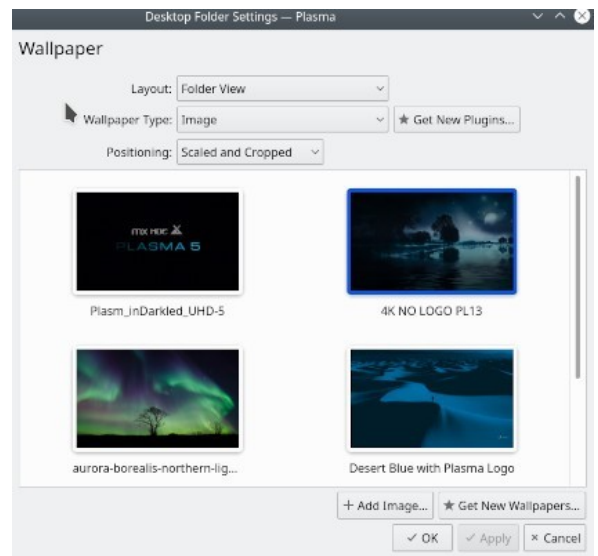 Desktop Folder Settings — Plasma
Wallpaper
Layout: Folder View
Wallpaper Type: Image ★ Get New Plugins...
Positioning: Scaled and Cropped
PLASMA 5
Plasm_inDarkled_UHD-5 4K NO LOGO PL13
aurora-borealis-northern-lig... Desert Blue with Plasma Logo
+ Add Image... ★ Get New Wallpapers...
✓ OK ✓ Apply × Cancel